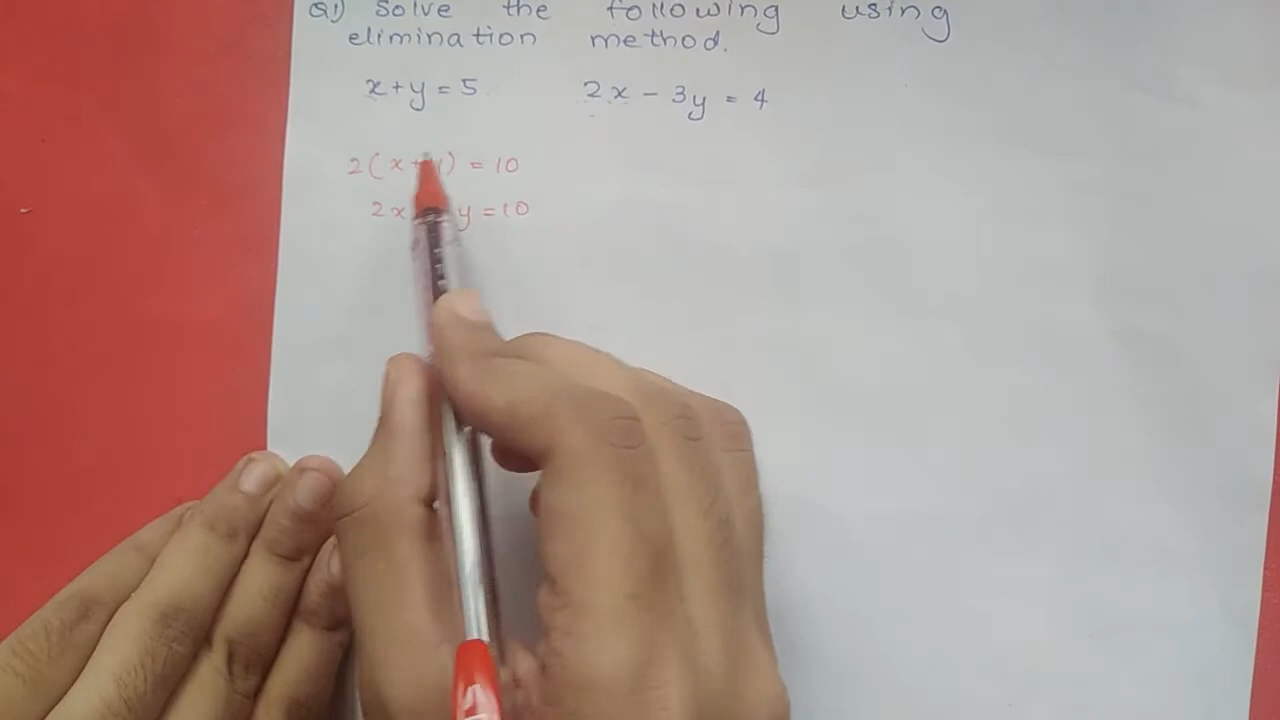 Q1) Solve the following using
elimination method.
x+y=5 2x - 3y = 4
2(x+y) = 10
2x y = 10